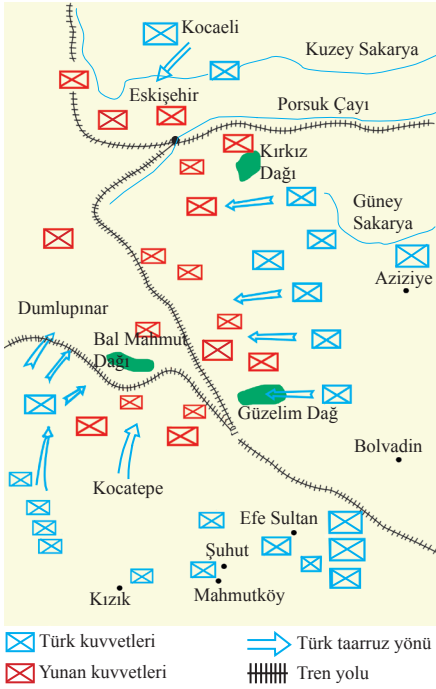 Kocaeli
Kuzey Sakarya
Eskişehir
Porsuk Çayı
Kırkız
Dağı
Güney
Sakarya
Aziziye
Dumlupınar
Bal Mahmut
Dağı
Güzelim Dağ
Bolvadin
Kocatepe
Efe Sultan
Şuhut
Kızık
Mahmutköy
Türk kuvvetleri
Türk taarruz yönü
Yunan kuvvetleri
Tren yolu